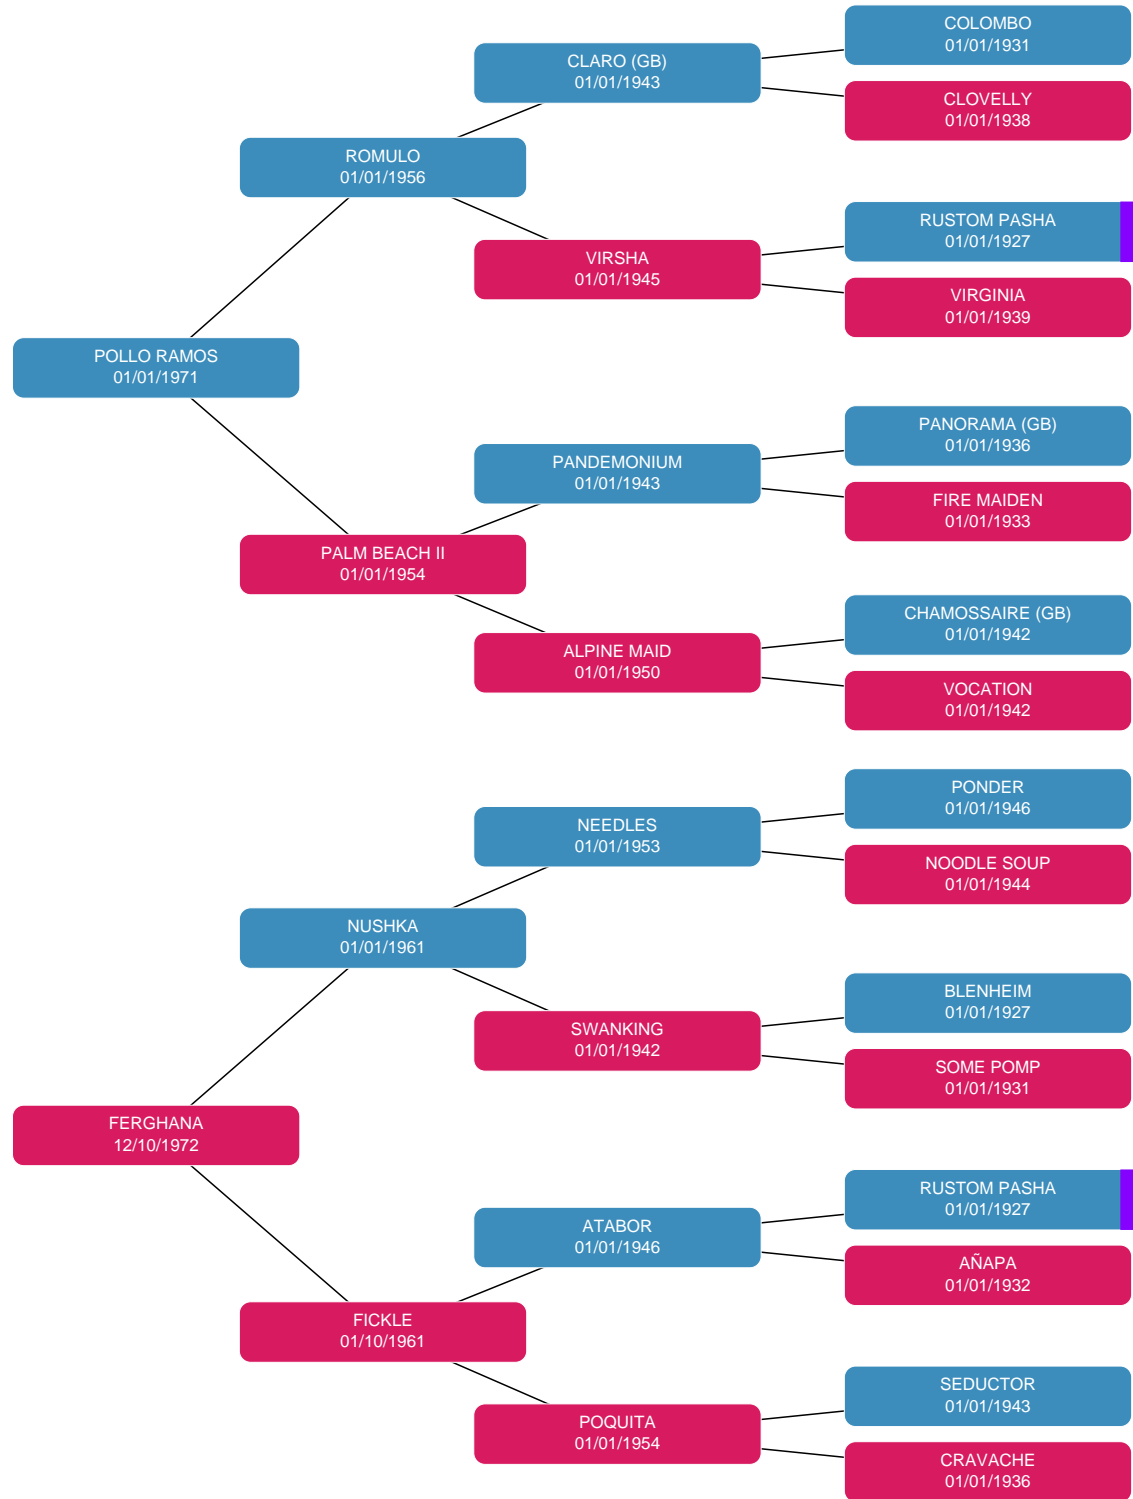 COLOMBO
01/01/1931
CLARO (GB)
01/01/1943
CLOVELLY
01/01/1938
ROMULO
01/01/1956
RUSTOM PASHA
01/01/1927
VIRSHA
01/01/1945
VIRGINIA
01/01/1939
POLLO RAMOS
01/01/1971
PANORAMA (GB)
01/01/1936
PANDEMONIUM
01/01/1943
FIRE MAIDEN
01/01/1933
PALM BEACH II
01/01/1954
CHAMOSSAIRE (GB)
01/01/1942
ALPINE MAID
01/01/1950
VOCATION
01/01/1942
PONDER
01/01/1946
NEEDLES
01/01/1953
NOODLE SOUP
01/01/1944
NUSHKA
01/01/1961
BLENHEIM
01/01/1927
SWANKING
01/01/1942
SOME POMP
01/01/1931
FERGHANA
12/10/1972
RUSTOM PASHA
01/01/1927
ATABOR
01/01/1946
AÑAPA
01/01/1932
FICKLE
01/10/1961
SEDUCTOR
01/01/1943
POQUITA
01/01/1954
CRAVACHE
01/01/1936